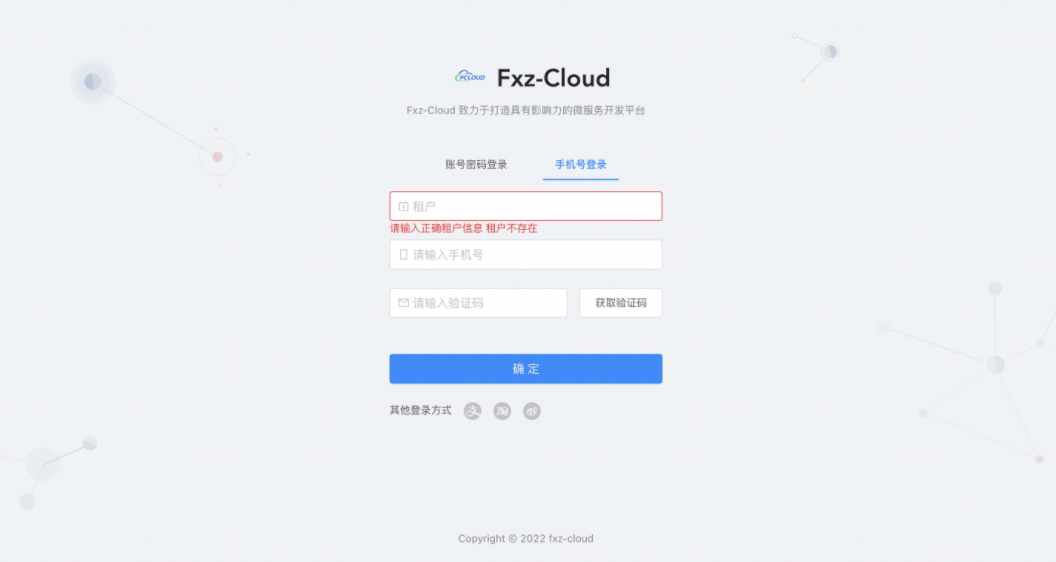 FCLOUD Fxz-Cloud
Fxz-Cloud 致力于打造具有影响力的微服务开发平台
账号密码登录 手机号登录
租户
请输入正确租户信息 租户不存在
请输入手机号
请输入验证码 获取验证码
确 定
其他登录方式 支 淘
Copyright © 2022 fxz-cloud